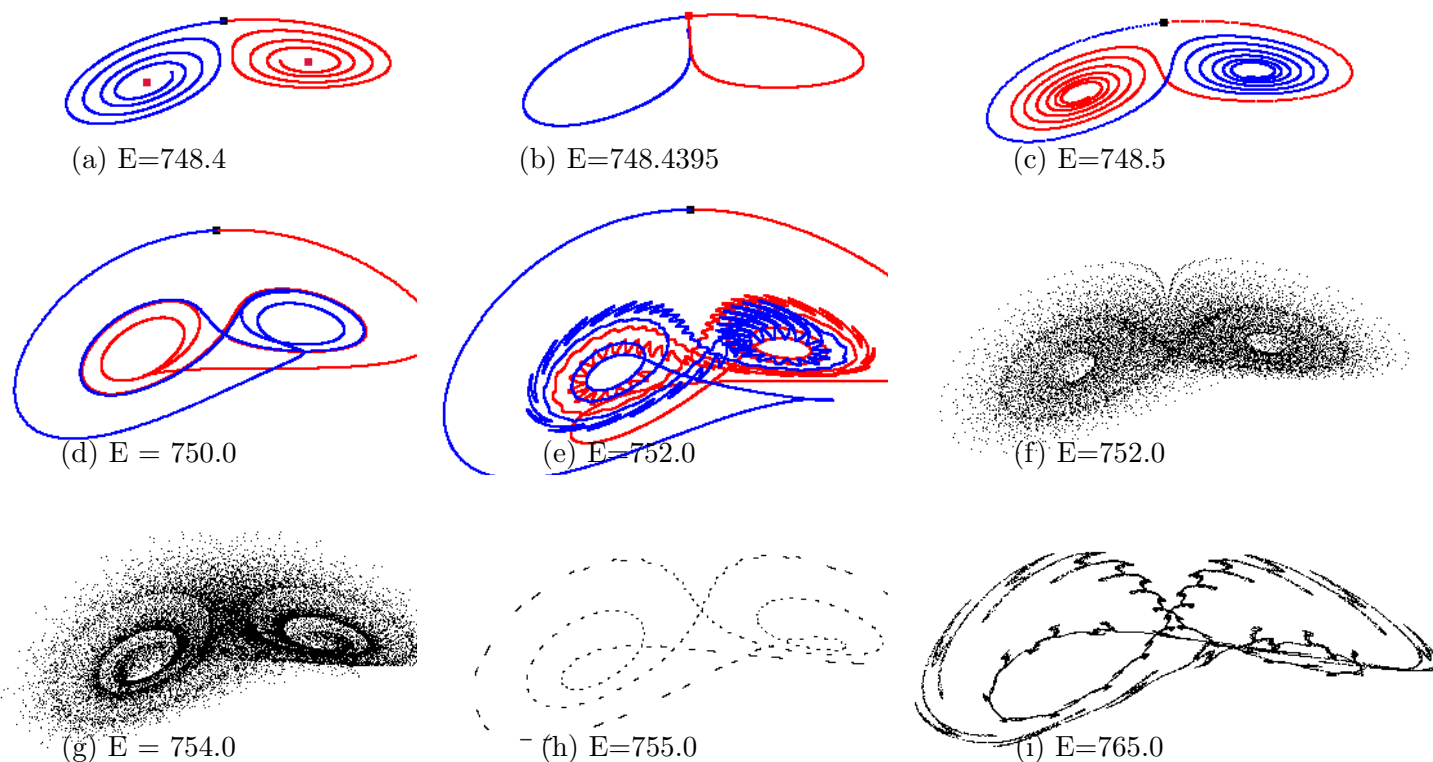 (a) E=748.4
(b) E=748.4395
(c) E=748.5
(d) E = 750.0
(e) E=752.0
(f) E=752.0
(g) E = 754.0
(h) E=755.0
(i) E=765.0